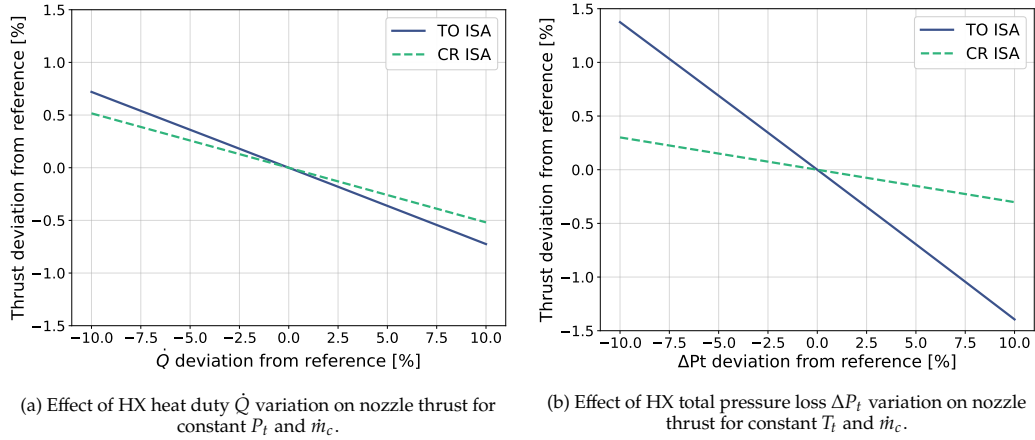 1.5
1.0
0.5
0.0
−0.5
−1.0
−1.5
Thrust deviation from reference [%]
TO ISA
CR ISA
−10.0 −7.5 −5.0 −2.5 0.0 2.5 5.0 7.5 10.0
Q̇ deviation from reference [%]
(a) Effect of HX heat duty Q̇ variation on nozzle thrust for
constant Pt and ṁc.
1.5
1.0
0.5
0.0
−0.5
−1.0
−1.5
Thrust deviation from reference [%]
TO ISA
CR ISA
−10.0 −7.5 −5.0 −2.5 0.0 2.5 5.0 7.5 10.0
ΔPt deviation from reference [%]
(b) Effect of HX total pressure loss ΔPt variation on nozzle
thrust for constant Tt and ṁc.